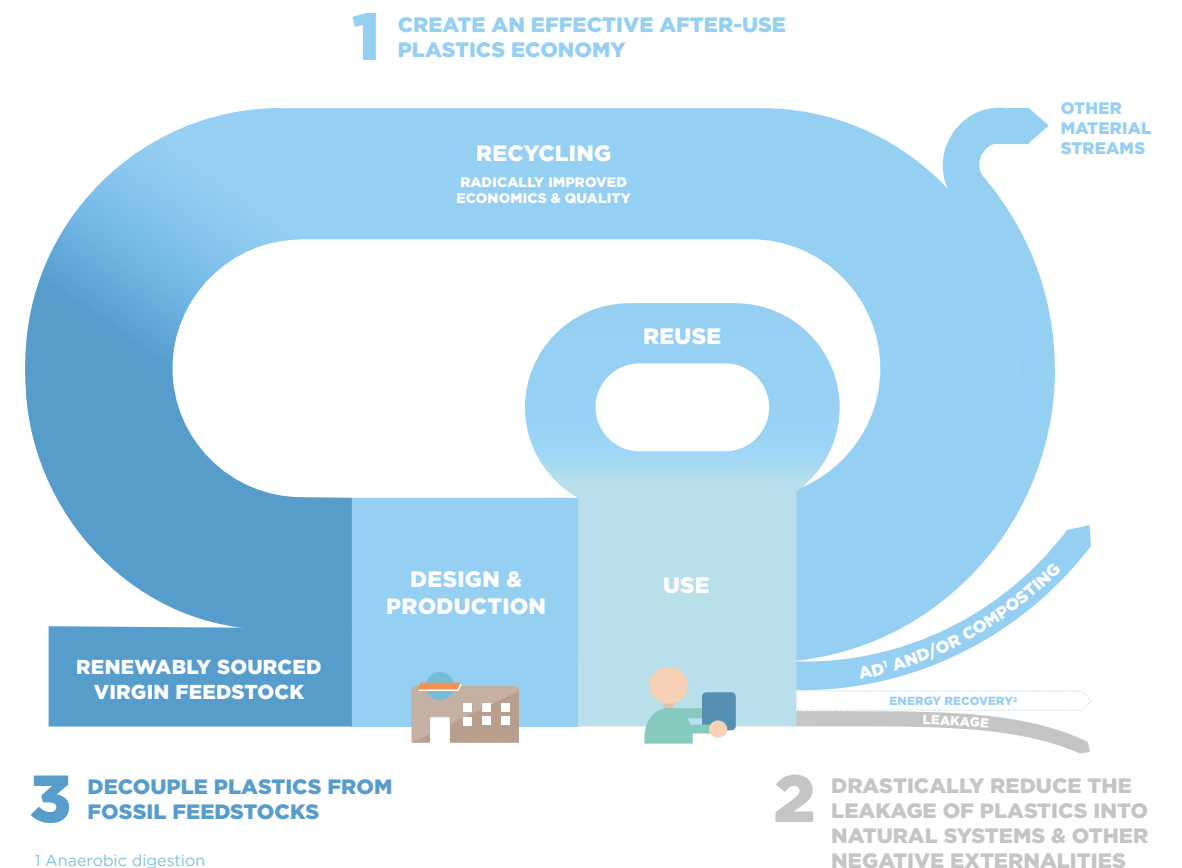 1 CREATE AN EFFECTIVE AFTER-USE
PLASTICS ECONOMY
OTHER
MATERIAL
STREAMS
RECYCLING
RADICALLY IMPROVED
ECONOMICS & QUALITY
REUSE
DESIGN &
PRODUCTION
USE
RENEWABLY SOURCED
VIRGIN FEEDSTOCK
AD¹ AND/OR COMPOSTING
ENERGY RECOVERY²
LEAKAGE
3 DECOUPLE PLASTICS FROM
FOSSIL FEEDSTOCKS
2 DRASTICALLY REDUCE THE
LEAKAGE OF PLASTICS INTO
NATURAL SYSTEMS & OTHER
NEGATIVE EXTERNALITIES
1 Anaerobic digestion